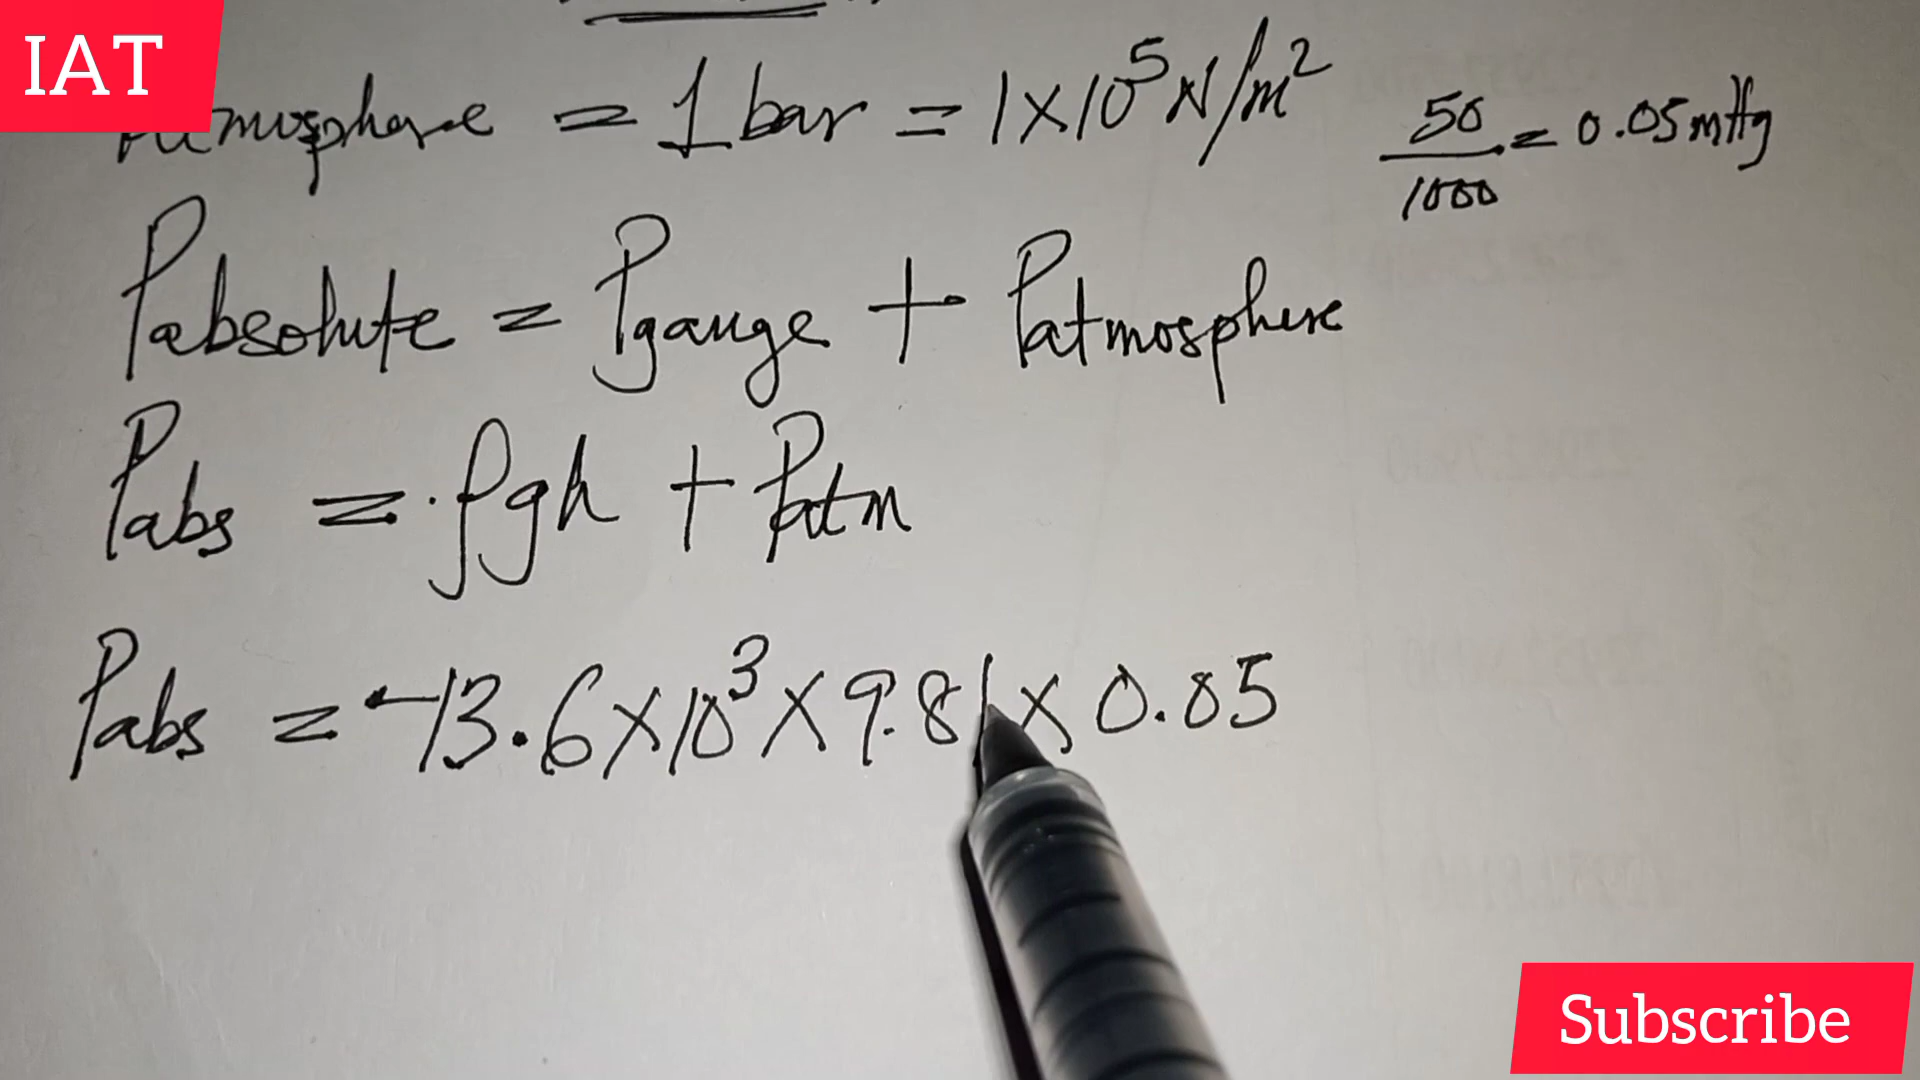 IAT
Atmosphere = 1 bar = 1×10⁵ N/m²
50/1000 = 0.05 mHg
Pabsolute = Pgauge + Patmosphere
Pabs = ρgh + Patm
Pabs = -13.6×10³×9.81×0.05
Subscribe